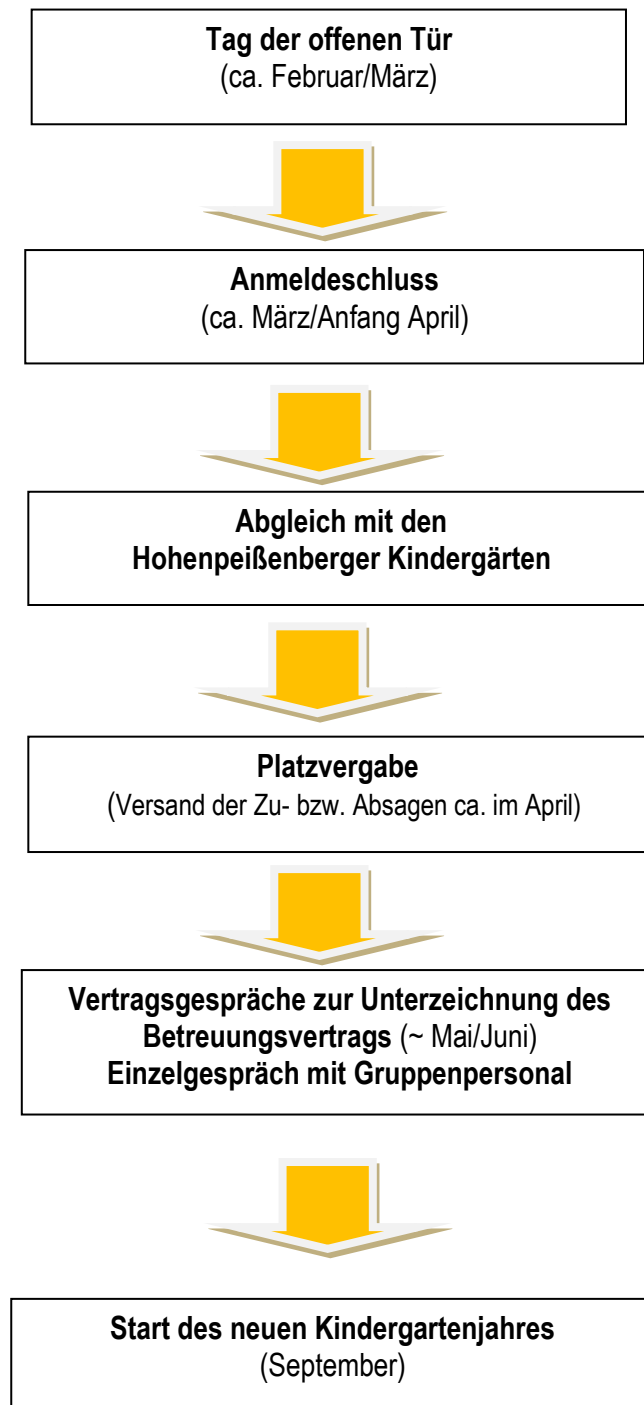 Tag der offenen Tür
(ca. Februar/März)
Anmeldeschluss
(ca. März/Anfang April)
Abgleich mit den
Hohenpeißenberger Kindergärten
Platzvergabe
(Versand der Zu- bzw. Absagen ca. im April)
Vertragsgespräche zur Unterzeichnung des
Betreuungsvertrags (~ Mai/Juni)
Einzelgespräch mit Gruppenpersonal
Start des neuen Kindergartenjahres
(September)